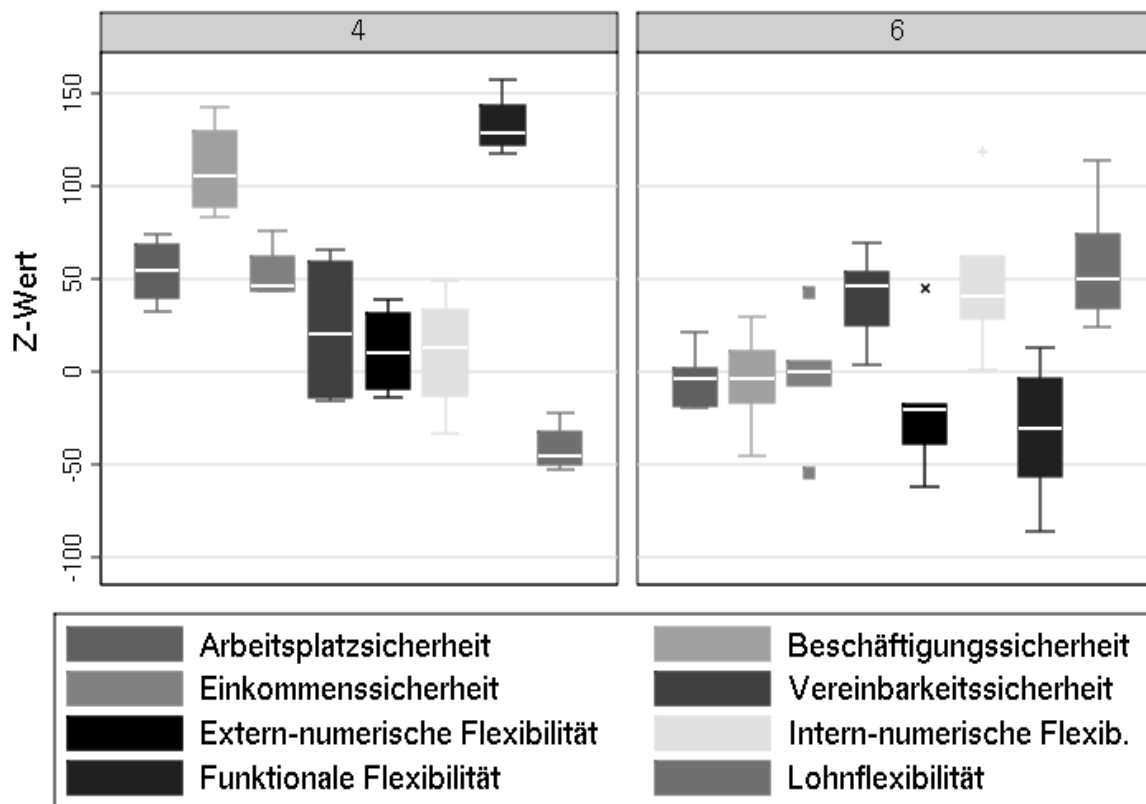 4
6
Z-Wert
150
100
50
0
-50
-100
Arbeitsplatzsicherheit
Beschäftigungssicherheit
Einkommenssicherheit
Vereinbarkeitssicherheit
Extern-numerische Flexibilität
Intern-numerische Flexib.
Funktionale Flexibilität
Lohnflexibilität